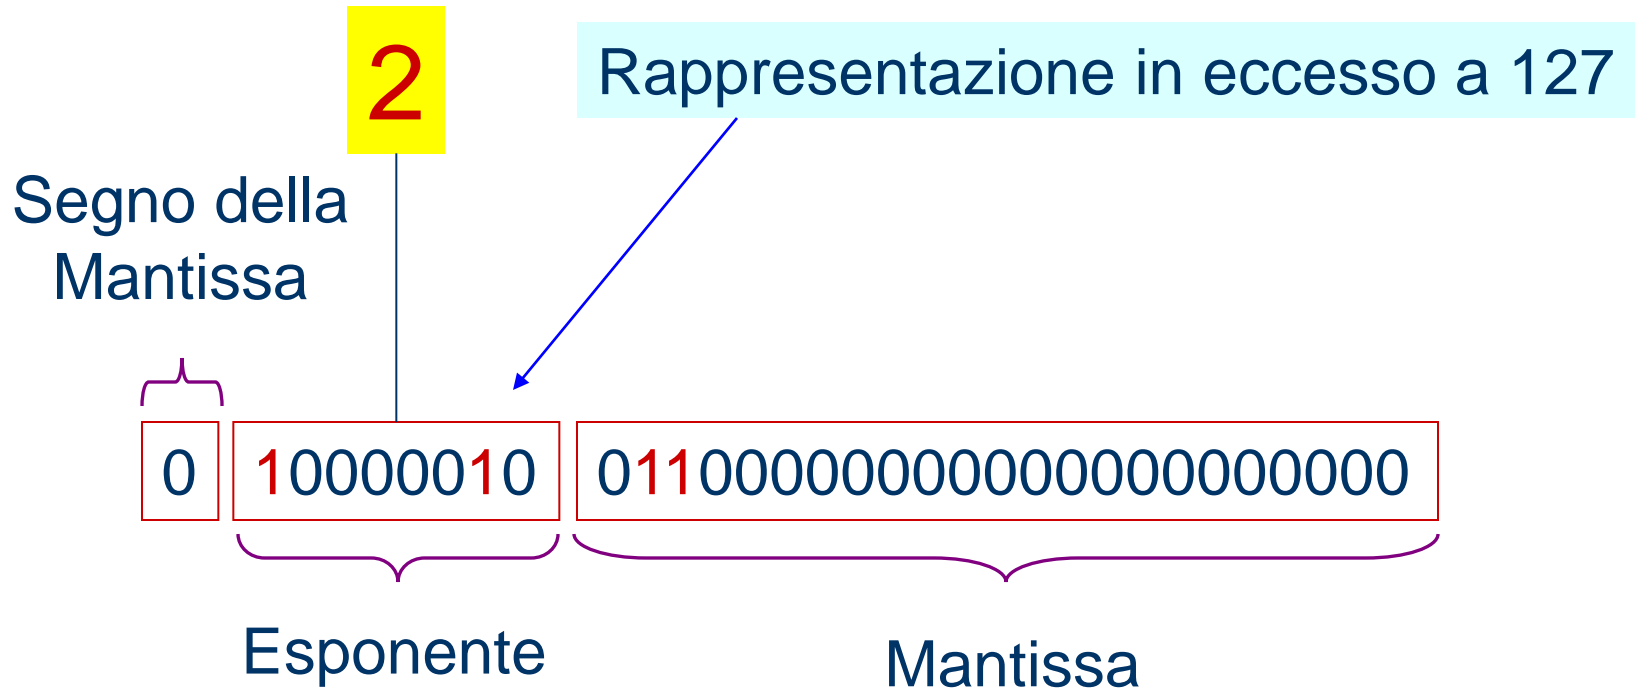 2
Rappresentazione in eccesso a 127
Segno della
Mantissa
0 10000010 01100000000000000000000
Esponente
Mantissa